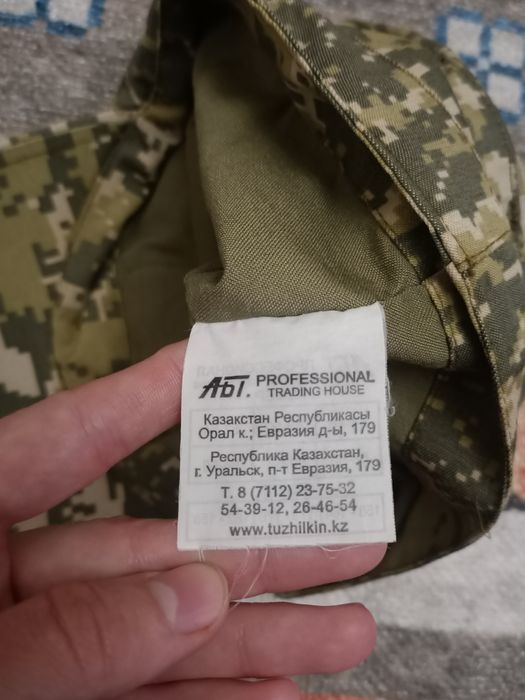 АбТ. PROFESSIONAL
TRADING HOUSE
Казакстан Республикасы
Орал к.; Евразия д-ы, 179
Республика Казахстан,
г. Уральск, п-т Евразия, 179
Т. 8 (7112) 23-75-32
54-39-12, 26-46-54
www.tuzhilkin.kz